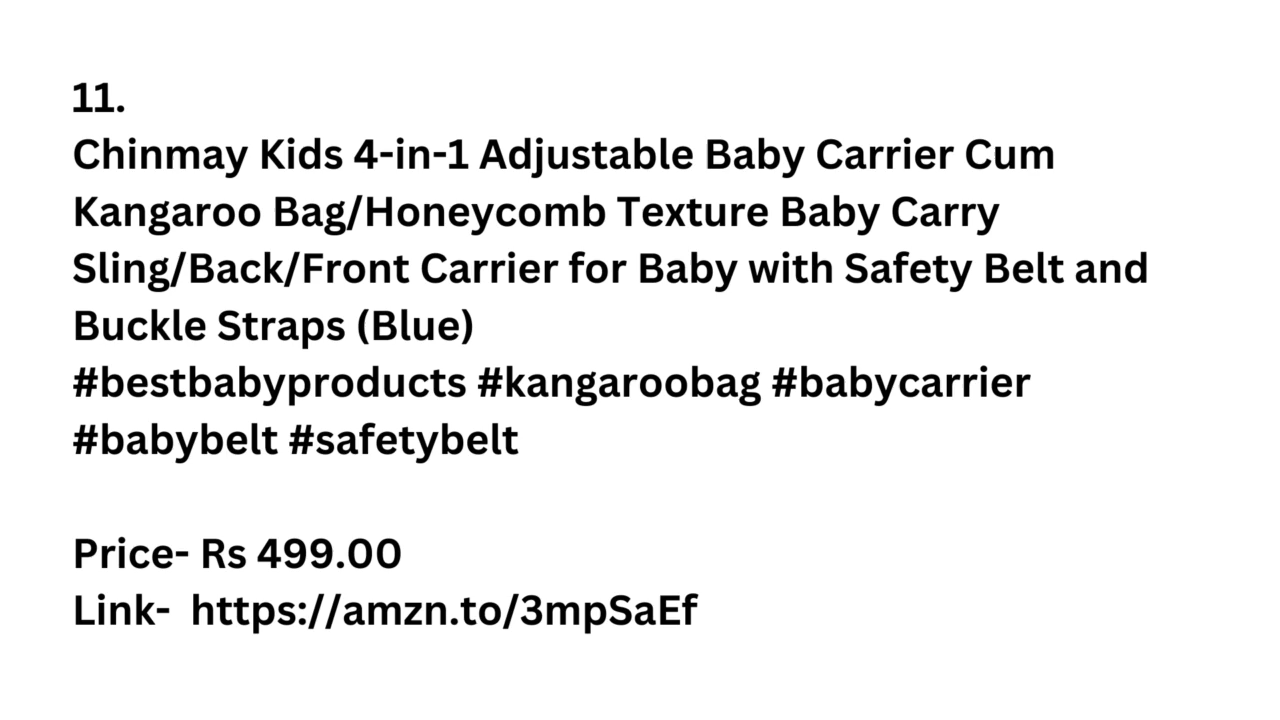 11.
Chinmay Kids 4-in-1 Adjustable Baby Carrier Cum
Kangaroo Bag/Honeycomb Texture Baby Carry
Sling/Back/Front Carrier for Baby with Safety Belt and
Buckle Straps (Blue)
#bestbabyproducts #kangaroobag #babycarrier
#babybelt #safetybelt
Price- Rs 499.00
Link-  https://amzn.to/3mpSaEf